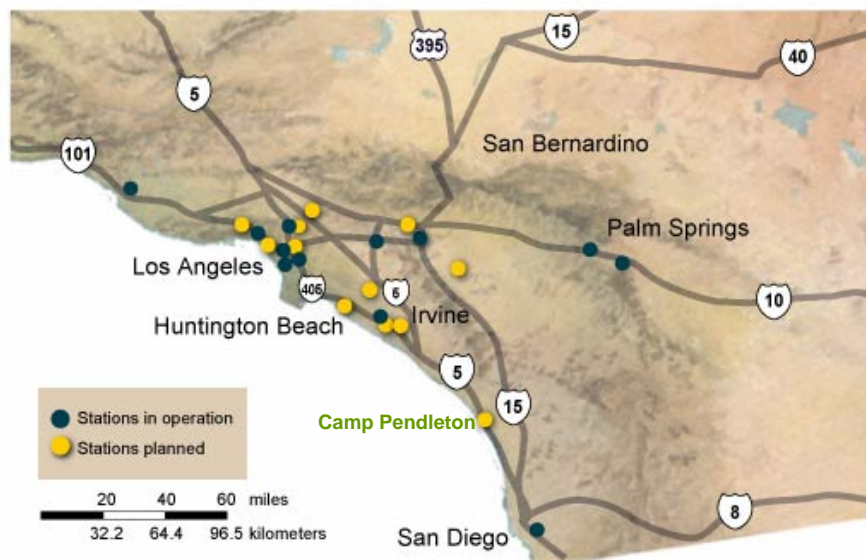 15
395
40
5
101
San Bernardino
Palm Springs
Los Angeles
405
5
10
Huntington Beach
Irvine
5
15
Camp Pendleton
Stations in operation
Stations planned
20 40 60 miles
32.2 64.4 96.5 kilometers
8
San Diego